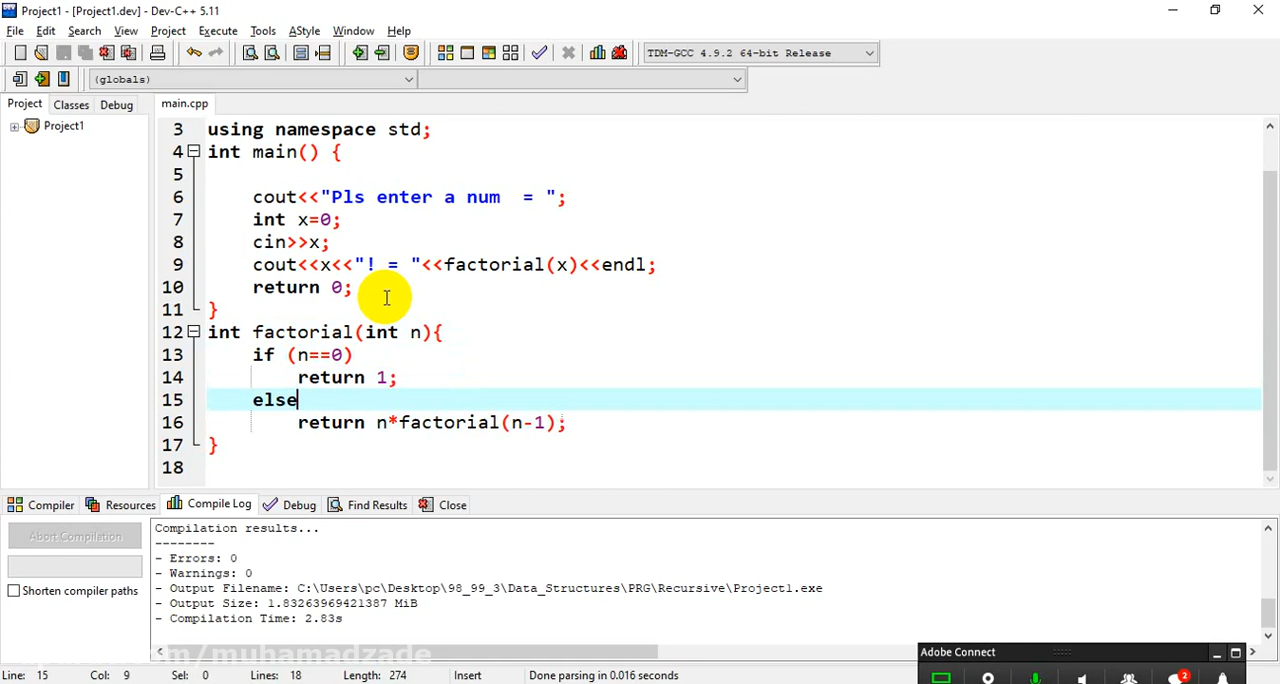 Project1 - [Project1.dev] - Dev-C++ 5.11
File Edit Search View Project Execute Tools AStyle Window Help
TDM-GCC 4.9.2 64-bit Release
(globals)
Project Classes Debug main.cpp
Project1
3 using namespace std;
4 int main() {
5
6 cout<<"Pls enter a num  = ";
7 int x=0;
8 cin>>x;
9 cout<<x<<"! = "<<factorial(x)<<endl;
10 return 0;
11 }
12 int factorial(int n){
13 if (n==0)
14 return 1;
15 else
16 return n*factorial(n-1);
17 }
18
Compiler Resources Compile Log Debug Find Results Close
Abort Compilation
Shorten compiler paths
Compilation results...
--------
- Errors: 0
- Warnings: 0
- Output Filename: C:\Users\pc\Desktop\98_99_3\Data_Structures\PRG\Recursive\Project1.exe
- Output Size: 1.83263969421387 MiB
- Compilation Time: 2.83s
/muhamadzade
Adobe Connect
2
Line: 15 Col: 9 Sel: 0 Lines: 18 Length: 274 Insert Done parsing in 0.016 seconds